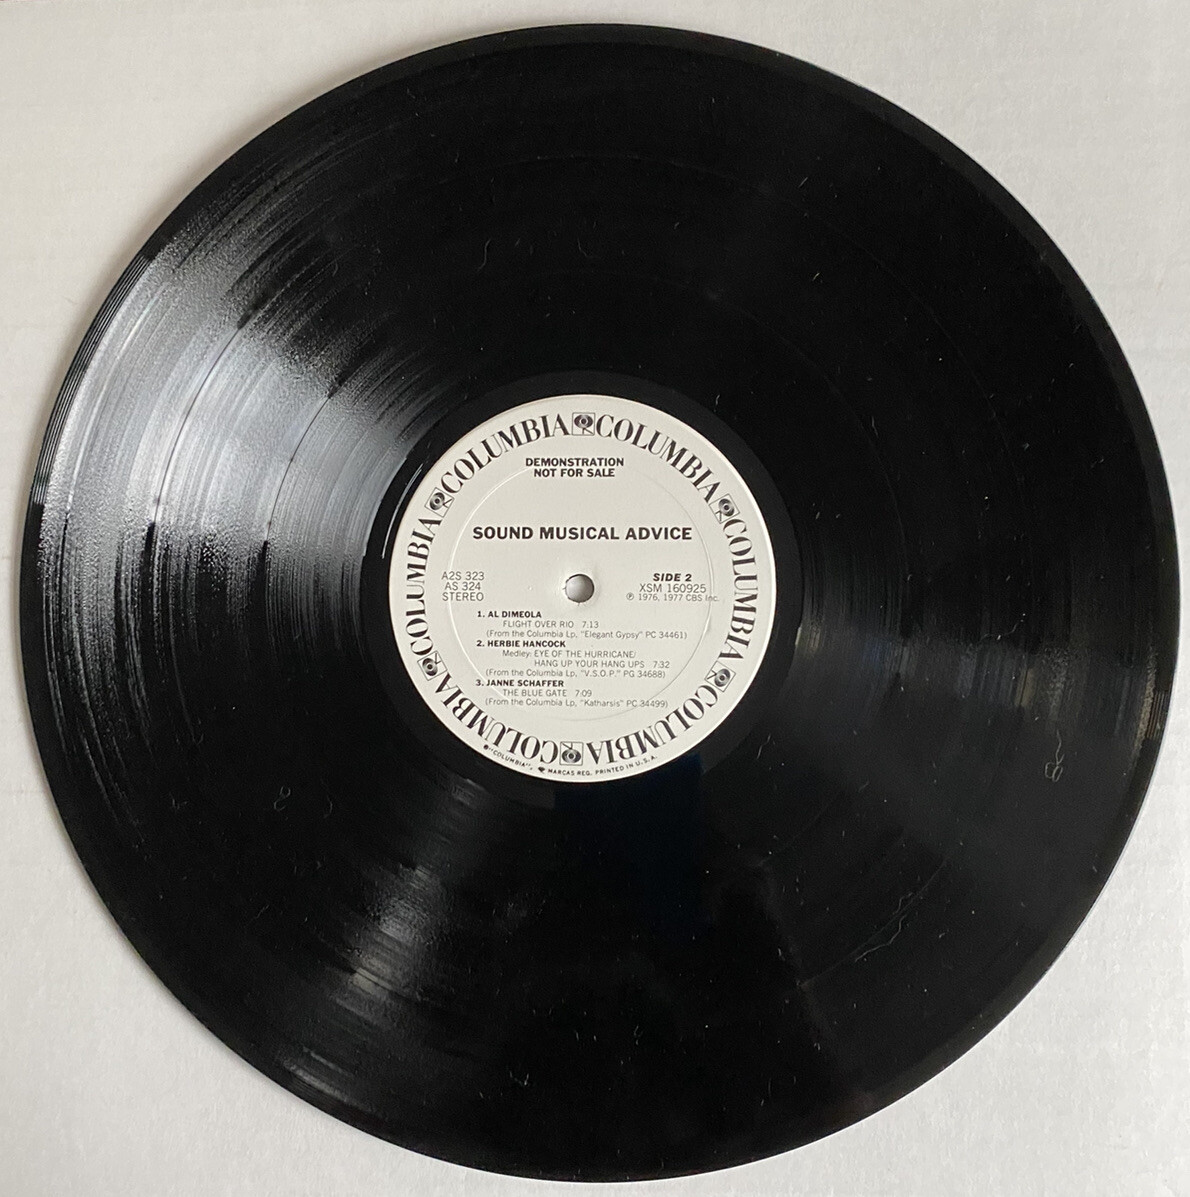 COLUMBIA COLUMBIA COLUMBIA COLUMBIA COLUMBIA COLUMBIA COLUMBIA
DEMONSTRATION
NOT FOR SALE
SOUND MUSICAL ADVICE
A2S 323
AS 324
STEREO
SIDE 2
XSM 160925
℗ 1976, 1977 CBS Inc.
1. AL DIMEOLA
FLIGHT OVER RIO 7:13
(From the Columbia Lp, "Elegant Gypsy" PC 34461)
2. HERBIE HANCOCK
Medley: EYE OF THE HURRICANE/
HANG UP YOUR HANG UPS 7:32
(From the Columbia Lp, "V.S.O.P." PG 34688)
3. JANNE SCHAFFER
THE BLUE GATE 7:09
(From the Columbia Lp, "Katharsis" PC 34499)
"COLUMBIA", MARCAS REG. PRINTED IN U.S.A.